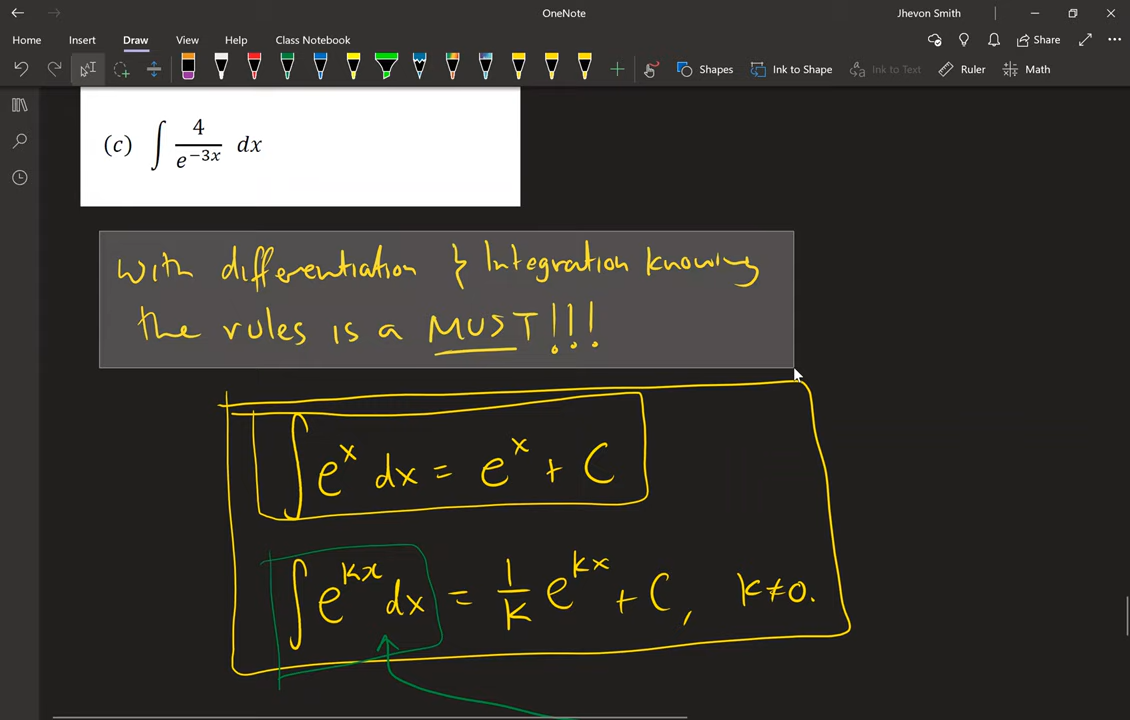 OneNote
Jhevon Smith
Home Insert Draw View Help Class Notebook
Share
Shapes Ink to Shape Ink to Text Ruler Math
(c) ∫ 4/e^{-3x} dx
With differentiation & Integration knowing
the rules is a MUST!!!
∫ e^x dx = e^x + C
∫ e^{kx} dx = 1/k e^{kx} + C, k≠0.